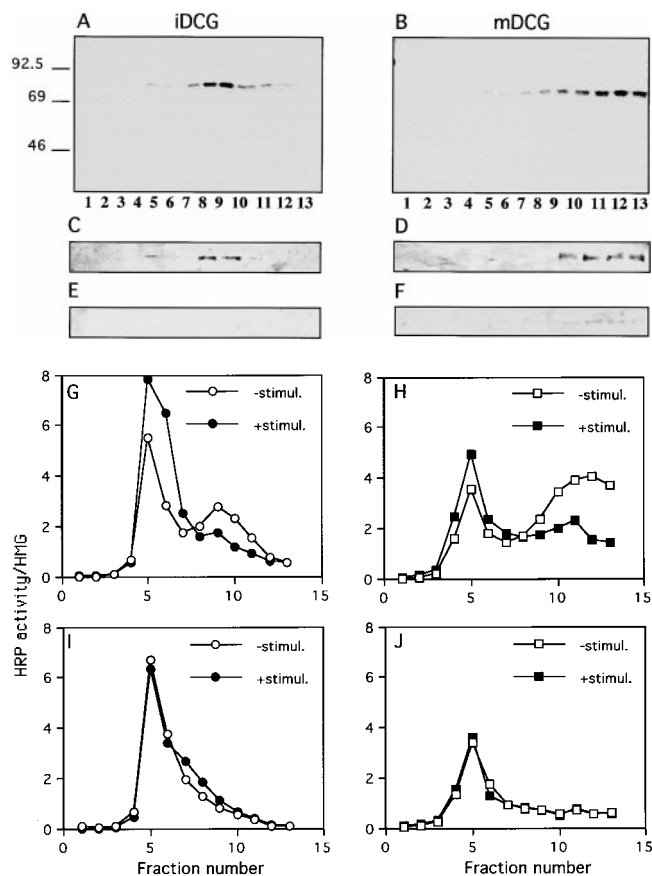 A iDCG
B mDCG
92.5
69
46
1 2 3 4 5 6 7 8 9 10 11 12 13
1 2 3 4 5 6 7 8 9 10 11 12 13
C
D
E
F
HRP activity/HMG
G
-stimul.
+stimul.
8
6
4
2
0
0 5 10 15
H
-stimul.
+stimul.
8
6
4
2
0
0 5 10 15
I
-stimul.
+stimul.
8
6
4
2
0
0 5 10 15
Fraction number
J
-stimul.
+stimul.
8
6
4
2
0
0 5 10 15
Fraction number